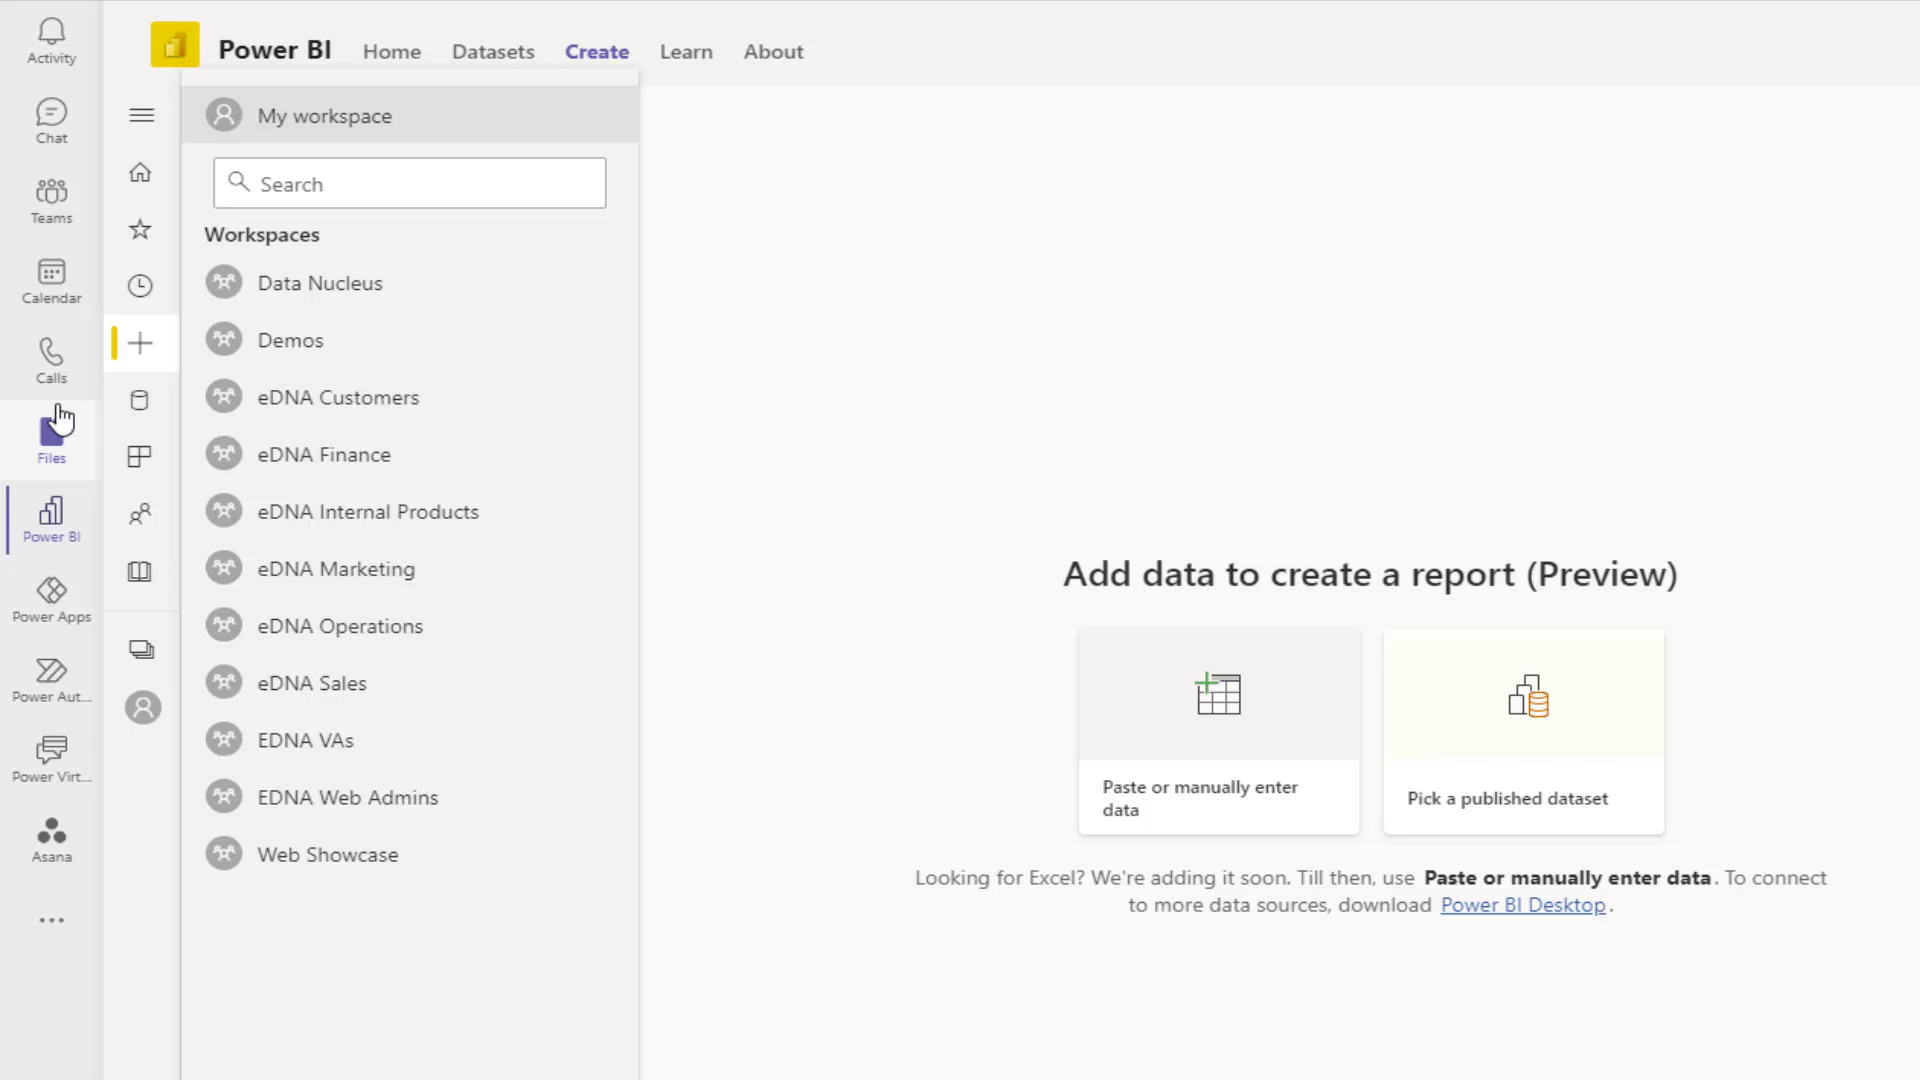 Activity
Chat
Teams
Calendar
Calls
Files
Power BI
Power Apps
Power Aut...
Power Virt...
Asana
Power BI Home Datasets Create Learn About
My workspace
Search
Workspaces
Data Nucleus
Demos
eDNA Customers
eDNA Finance
eDNA Internal Products
eDNA Marketing
eDNA Operations
eDNA Sales
EDNA VAs
EDNA Web Admins
Web Showcase
Add data to create a report (Preview)
Paste or manually enter
data
Pick a published dataset
Looking for Excel? We're adding it soon. Till then, use Paste or manually enter data. To connect
to more data sources, download Power BI Desktop.